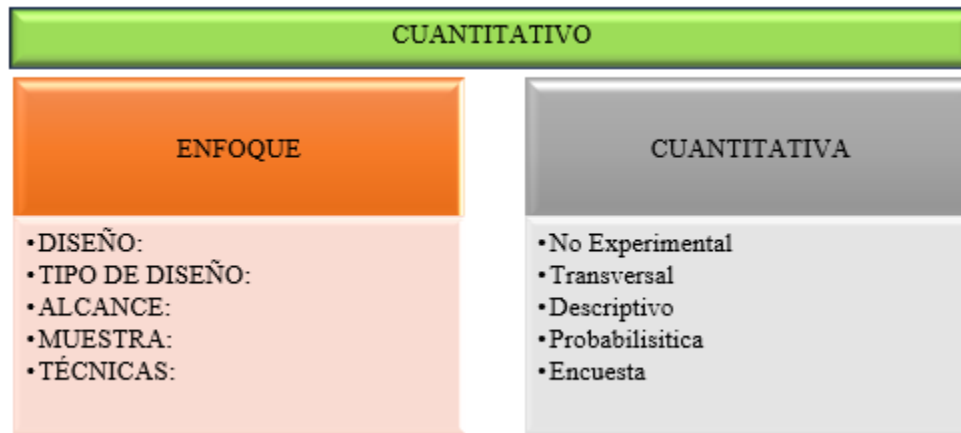 CUANTITATIVO
ENFOQUE
•DISEÑO:
•TIPO DE DISEÑO:
•ALCANCE:
•MUESTRA:
•TÉCNICAS:
CUANTITATIVA
•No Experimental
•Transversal
•Descriptivo
•Probabilisitica
•Encuesta